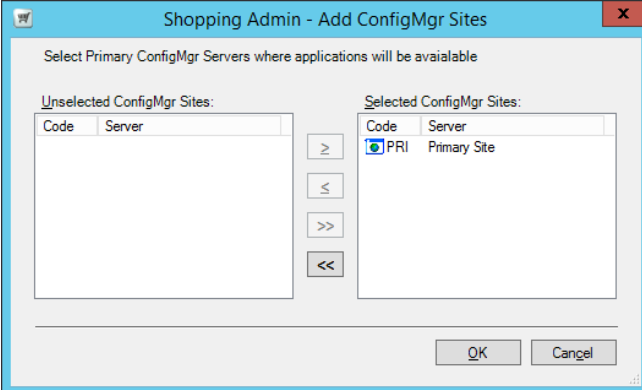 Shopping Admin - Add ConfigMgr Sites
x
Select Primary ConfigMgr Servers where applications will be avaialable
Unselected ConfigMgr Sites:
Code Server
>
<
>>
<<
Selected ConfigMgr Sites:
Code Server
PRI Primary Site
OK Cancel